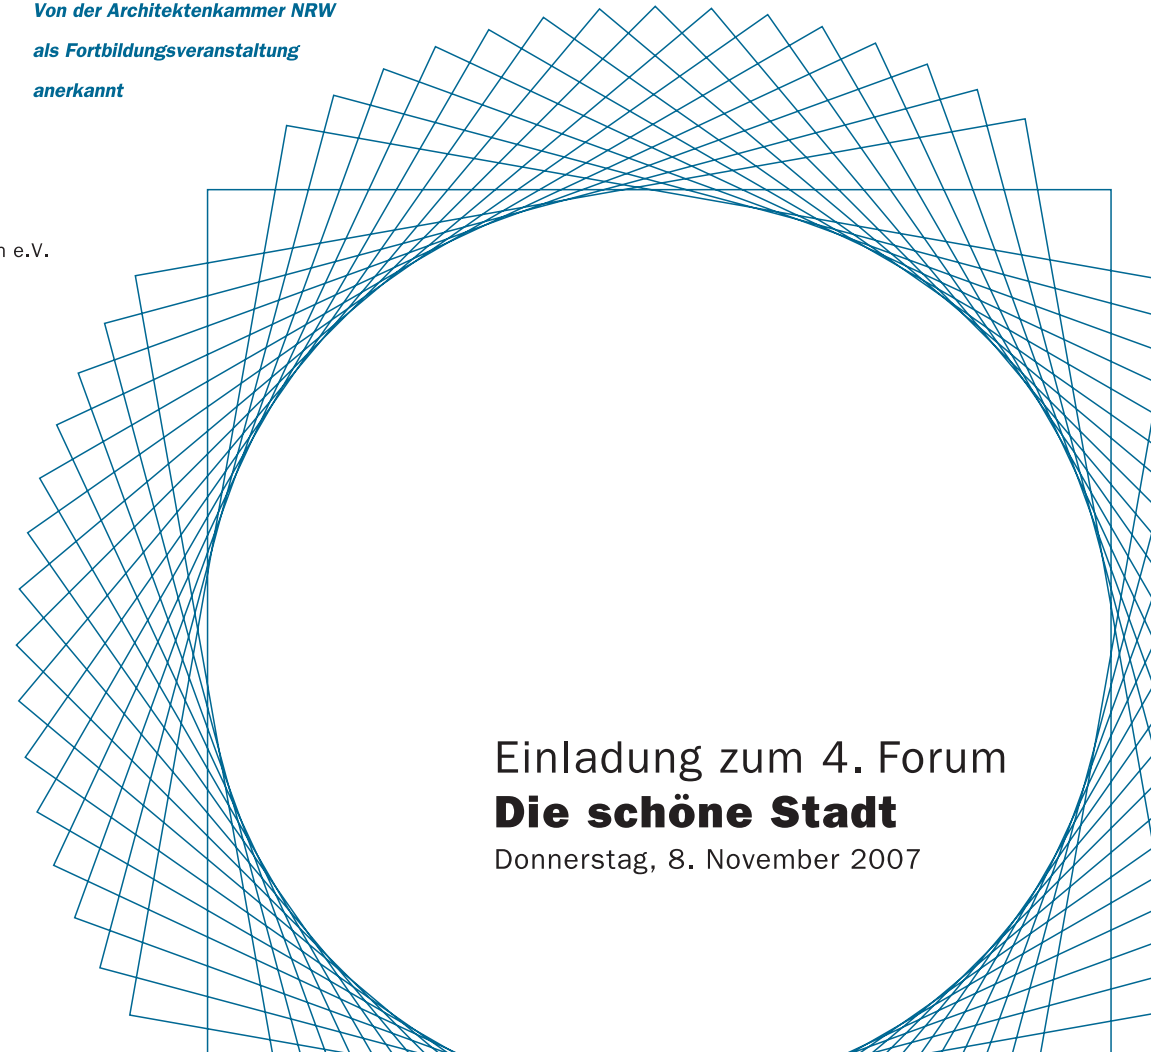 Von der Architektenkammer NRW
als Fortbildungsveranstaltung
anerkannt
e.V.
Einladung zum 4. Forum
Die schöne Stadt
Donnerstag, 8. November 2007